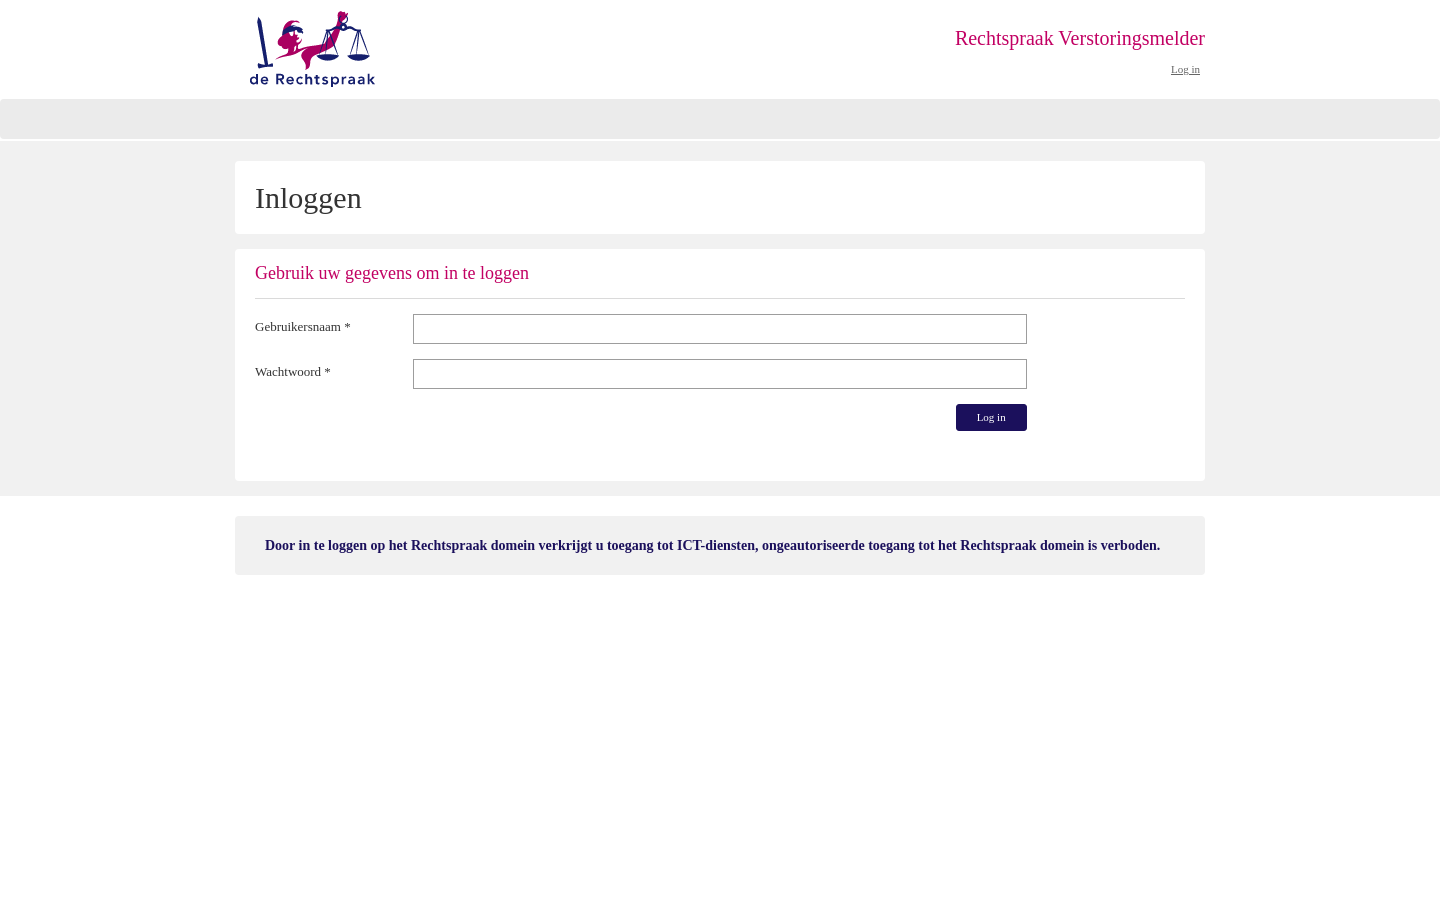 de Rechtspraak
Rechtspraak Verstoringsmelder
Log in
Inloggen
Gebruik uw gegevens om in te loggen
Gebruikersnaam *
Wachtwoord *
Log in
Door in te loggen op het Rechtspraak domein verkrijgt u toegang tot ICT-diensten, ongeautoriseerde toegang tot het Rechtspraak domein is verboden.